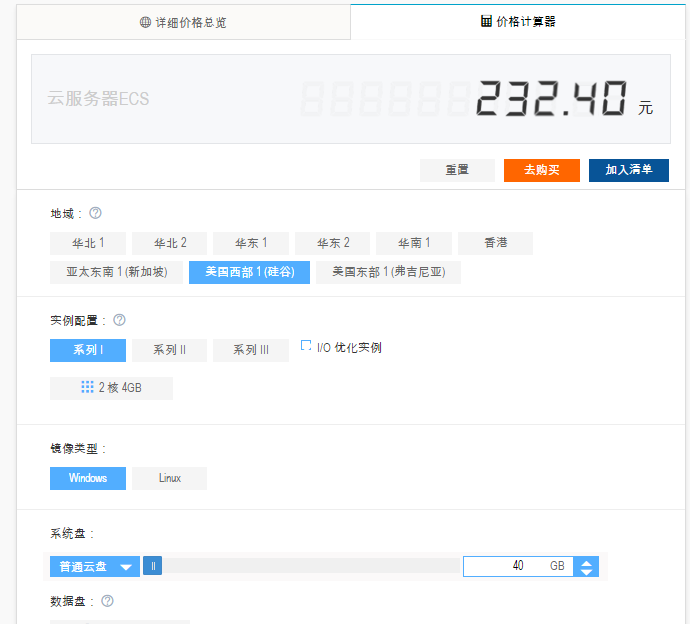 详细价格总览 价格计算器
云服务器ECS 232.40 元
重置 去购买 加入清单
地域：
华北 1 华北 2 华东 1 华东 2 华南 1 香港
亚太东南 1 (新加坡) 美国西部 1 (硅谷) 美国东部 1 (弗吉尼亚)
实例配置：
系列 I 系列 II 系列 III I/O 优化实例
2 核 4GB
镜像类型：
Windows Linux
系统盘：
普通云盘 40 GB
数据盘：